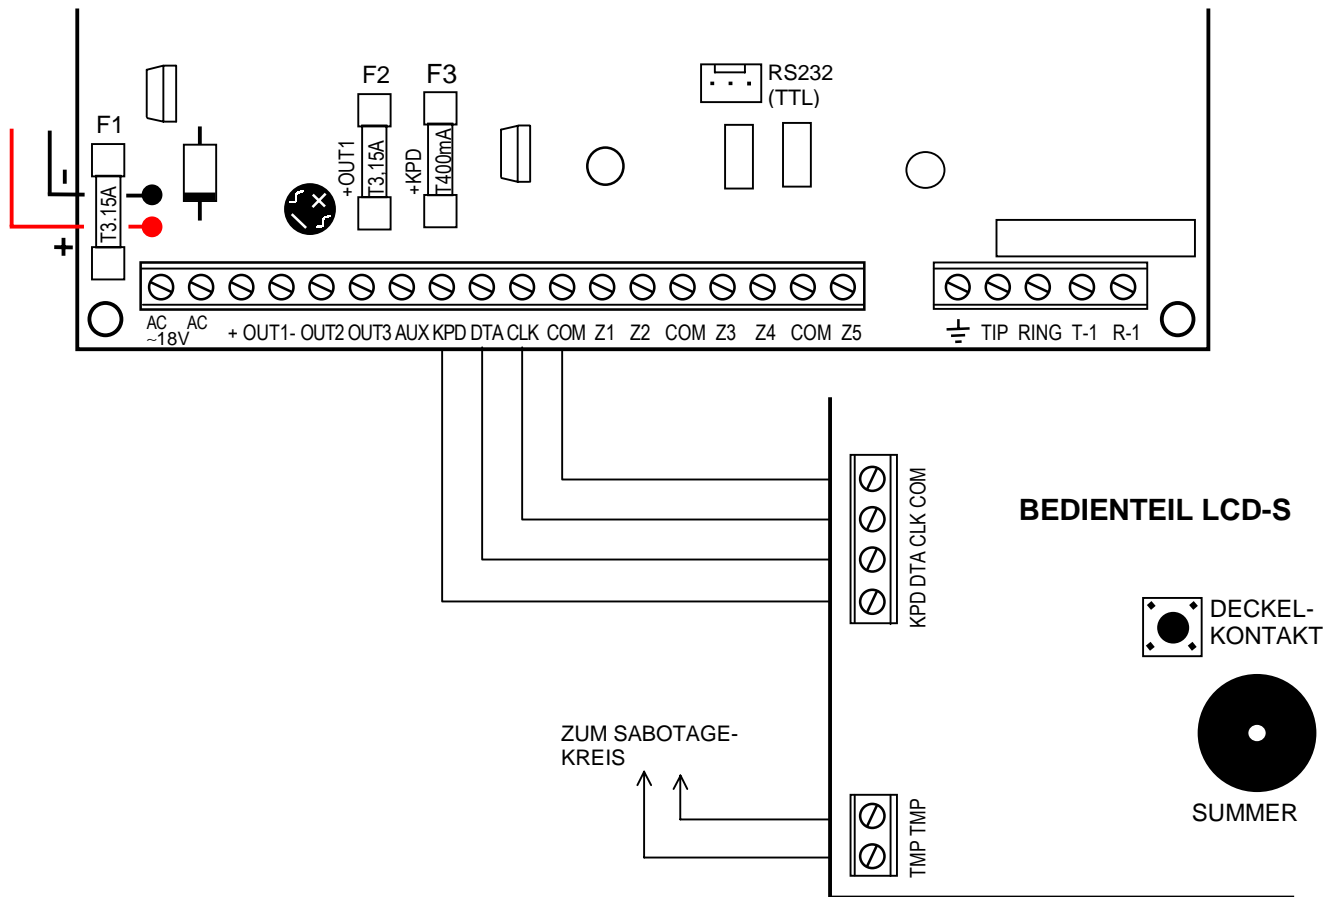 F1
F2
F3
RS232
(TTL)
-
+
T3.15A
+OUT1
T3,15A
+KPD
T400mA
AC AC
~18V
+ OUT1- OUT2 OUT3 AUX KPD DTA CLK COM Z1 Z2 COM Z3 Z4 COM Z5
TIP RING T-1 R-1
KPD DTA CLK COM
BEDIENTEIL LCD-S
DECKEL-
KONTAKT
ZUM SABOTAGE-
KREIS
SUMMER
TMP TMP